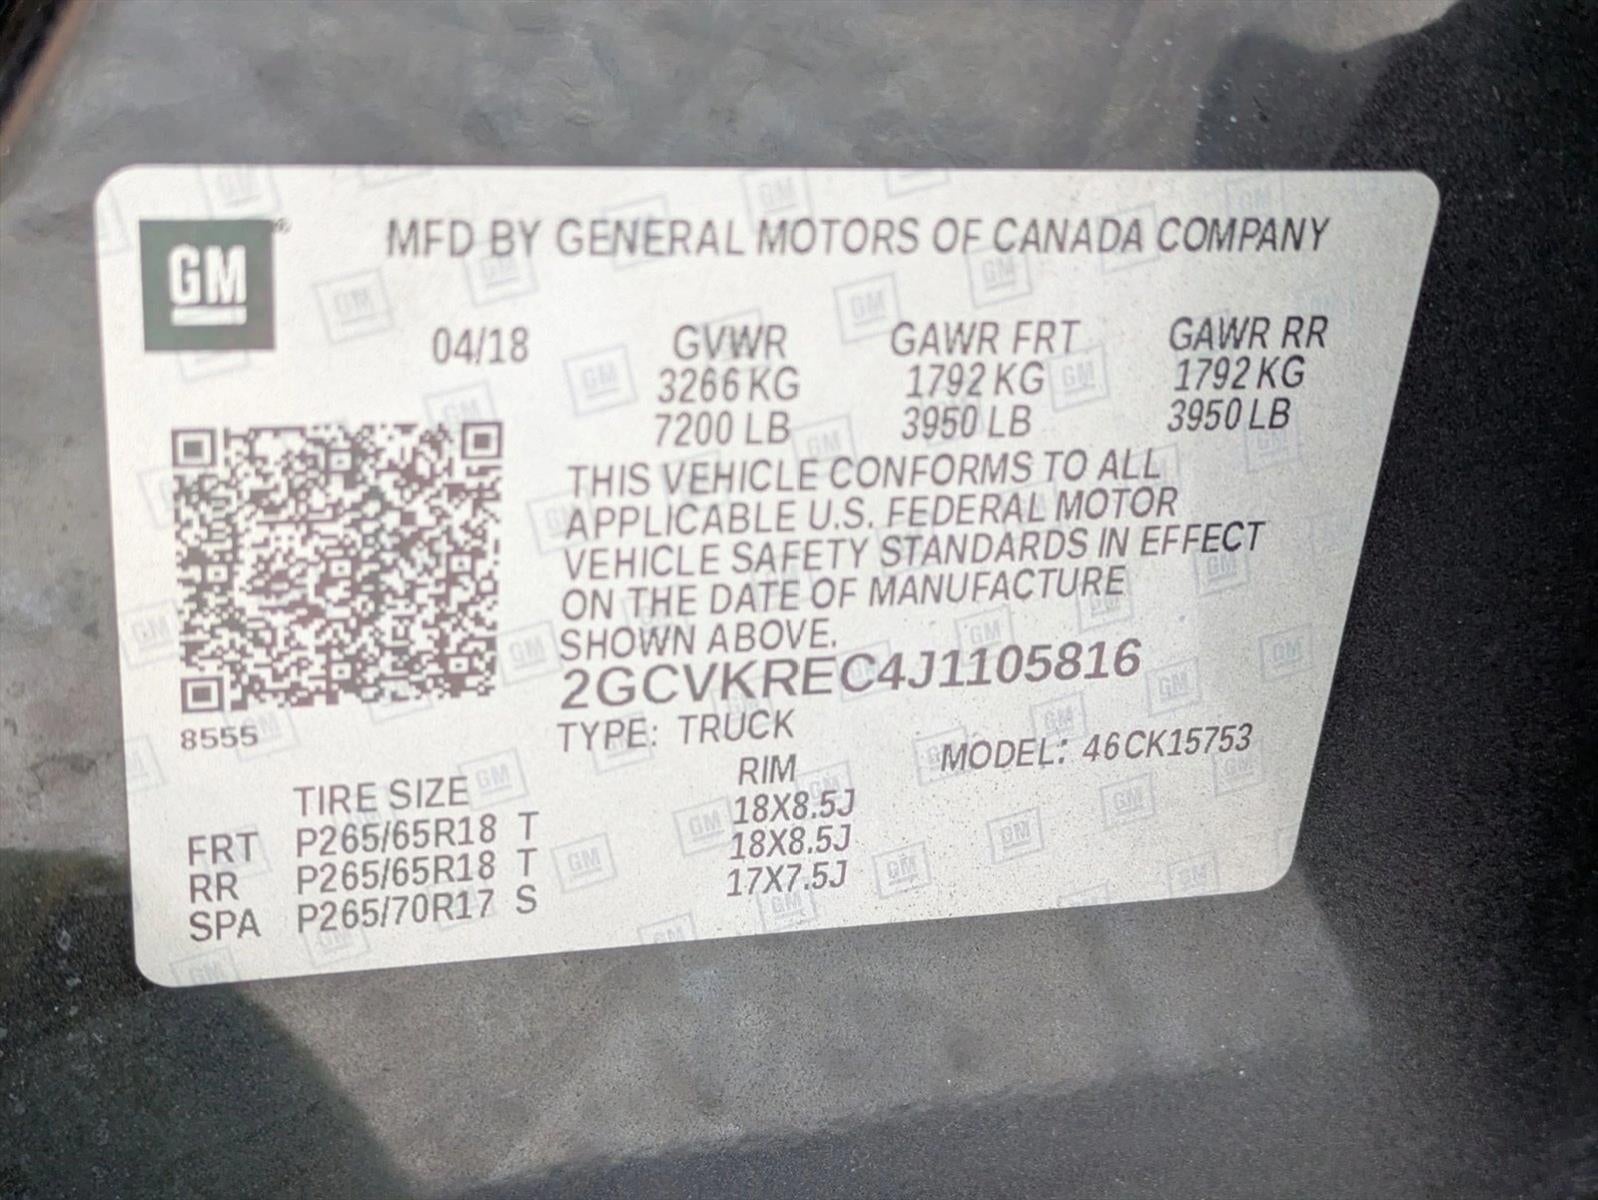 GM
MFD BY GENERAL MOTORS OF CANADA COMPANY
04/18 GVWR GAWR FRT GAWR RR
3266 KG 1792 KG 1792 KG
7200 LB 3950 LB 3950 LB
THIS VEHICLE CONFORMS TO ALL
APPLICABLE U.S. FEDERAL MOTOR
VEHICLE SAFETY STANDARDS IN EFFECT
ON THE DATE OF MANUFACTURE
SHOWN ABOVE.
2GCVKREC4J1105816
8555
TYPE: TRUCK MODEL: 46CK15753
TIRE SIZE RIM
FRT P265/65R18 T 18X8.5J
RR P265/65R18 T 18X8.5J
SPA P265/70R17 S 17X7.5J